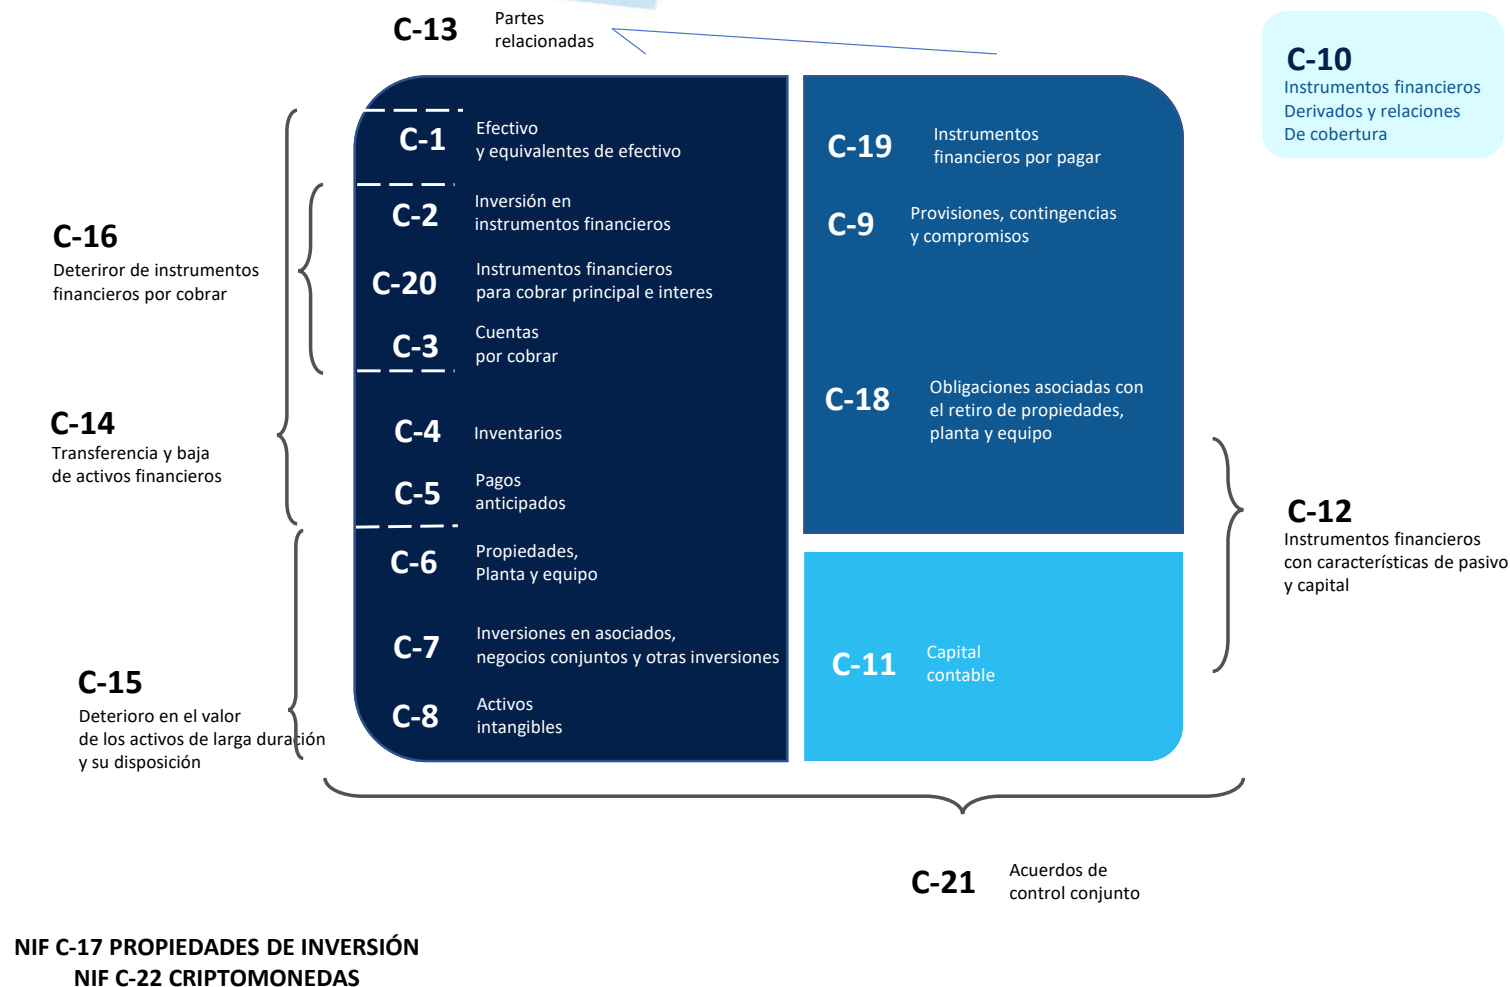 C-13
Partes
relacionadas
C-10
Instrumentos financieros
Derivados y relaciones
De cobertura
C-16
Deteriror de instrumentos
financieros por cobrar
C-14
Transferencia y baja
de activos financieros
C-15
Deterioro en el valor
de los activos de larga duración
y su disposición
C-1
Efectivo
y equivalentes de efectivo
C-2
Inversión en
instrumentos financieros
C-20
Instrumentos financieros
para cobrar principal e interes
C-3
Cuentas
por cobrar
C-4
Inventarios
C-5
Pagos
anticipados
C-6
Propiedades,
Planta y equipo
C-7
Inversiones en asociados,
negocios conjuntos y otras inversiones
C-8
Activos
intangibles
C-19
Instrumentos
financieros por pagar
C-9
Provisiones, contingencias
y compromisos
C-18
Obligaciones asociadas con
el retiro de propiedades,
planta y equipo
C-11
Capital
contable
C-12
Instrumentos financieros
con características de pasivo
y capital
C-21
Acuerdos de
control conjunto
NIF C-17 PROPIEDADES DE INVERSIÓN
NIF C-22 CRIPTOMONEDAS